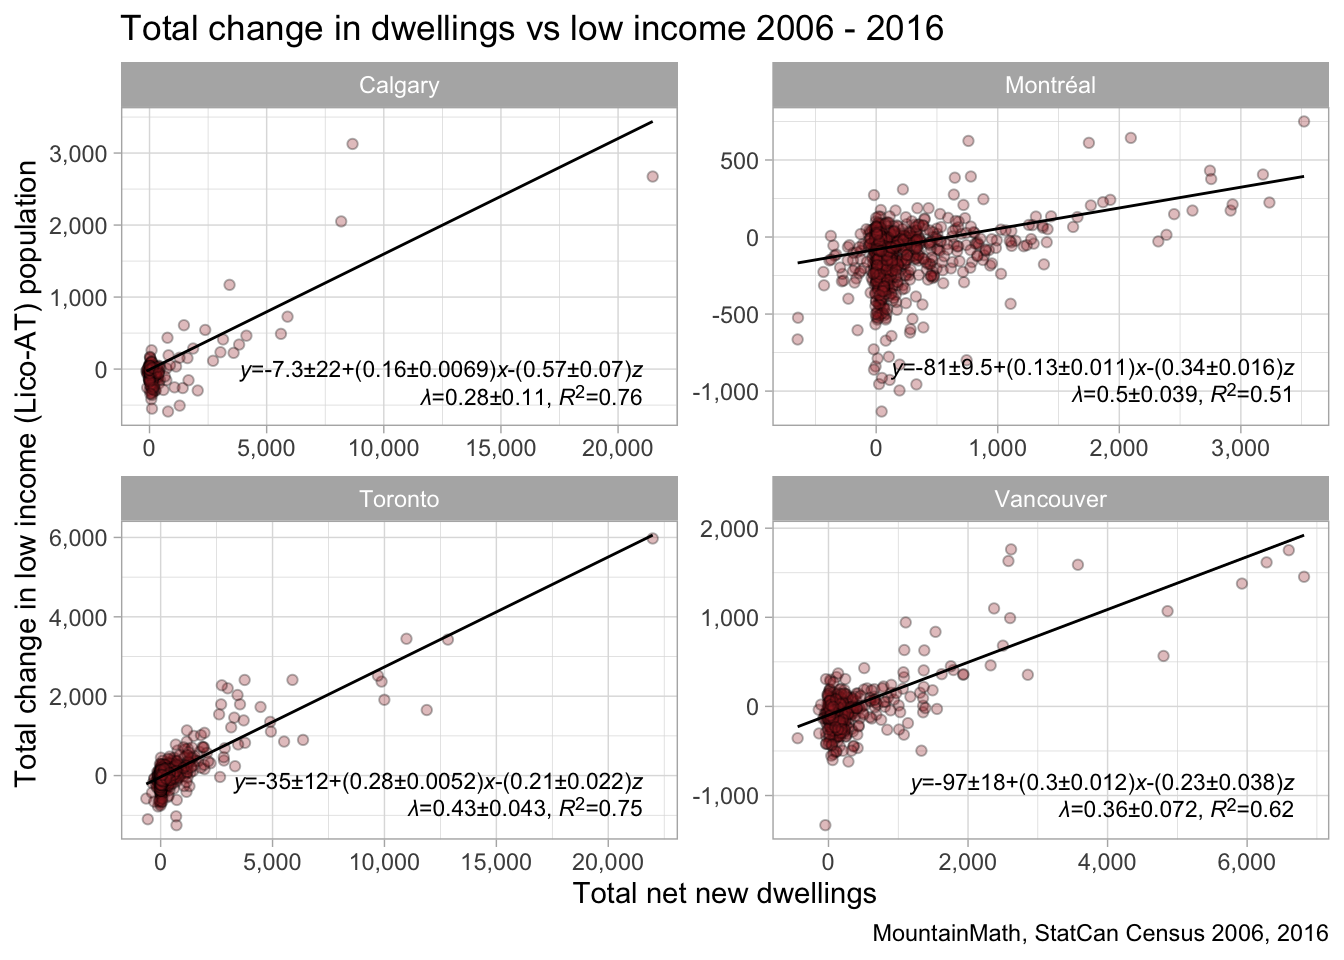 Total change in dwellings vs low income 2006 - 2016
Total change in low income (Lico-AT) population
Calgary
3,000
2,000
1,000
0
y=-7.3±22+(0.16±0.0069)x-(0.57±0.07)z
λ=0.28±0.11, R²=0.76
0 5,000 10,000 15,000 20,000
Montréal
500
0
-500
-1,000
y=-81±9.5+(0.13±0.011)x-(0.34±0.016)z
λ=0.5±0.039, R²=0.51
0 1,000 2,000 3,000
Toronto
6,000
4,000
2,000
0
y=-35±12+(0.28±0.0052)x-(0.21±0.022)z
λ=0.43±0.043, R²=0.75
0 5,000 10,000 15,000 20,000
Vancouver
2,000
1,000
0
-1,000
y=-97±18+(0.3±0.012)x-(0.23±0.038)z
λ=0.36±0.072, R²=0.62
0 2,000 4,000 6,000
Total net new dwellings
MountainMath, StatCan Census 2006, 2016